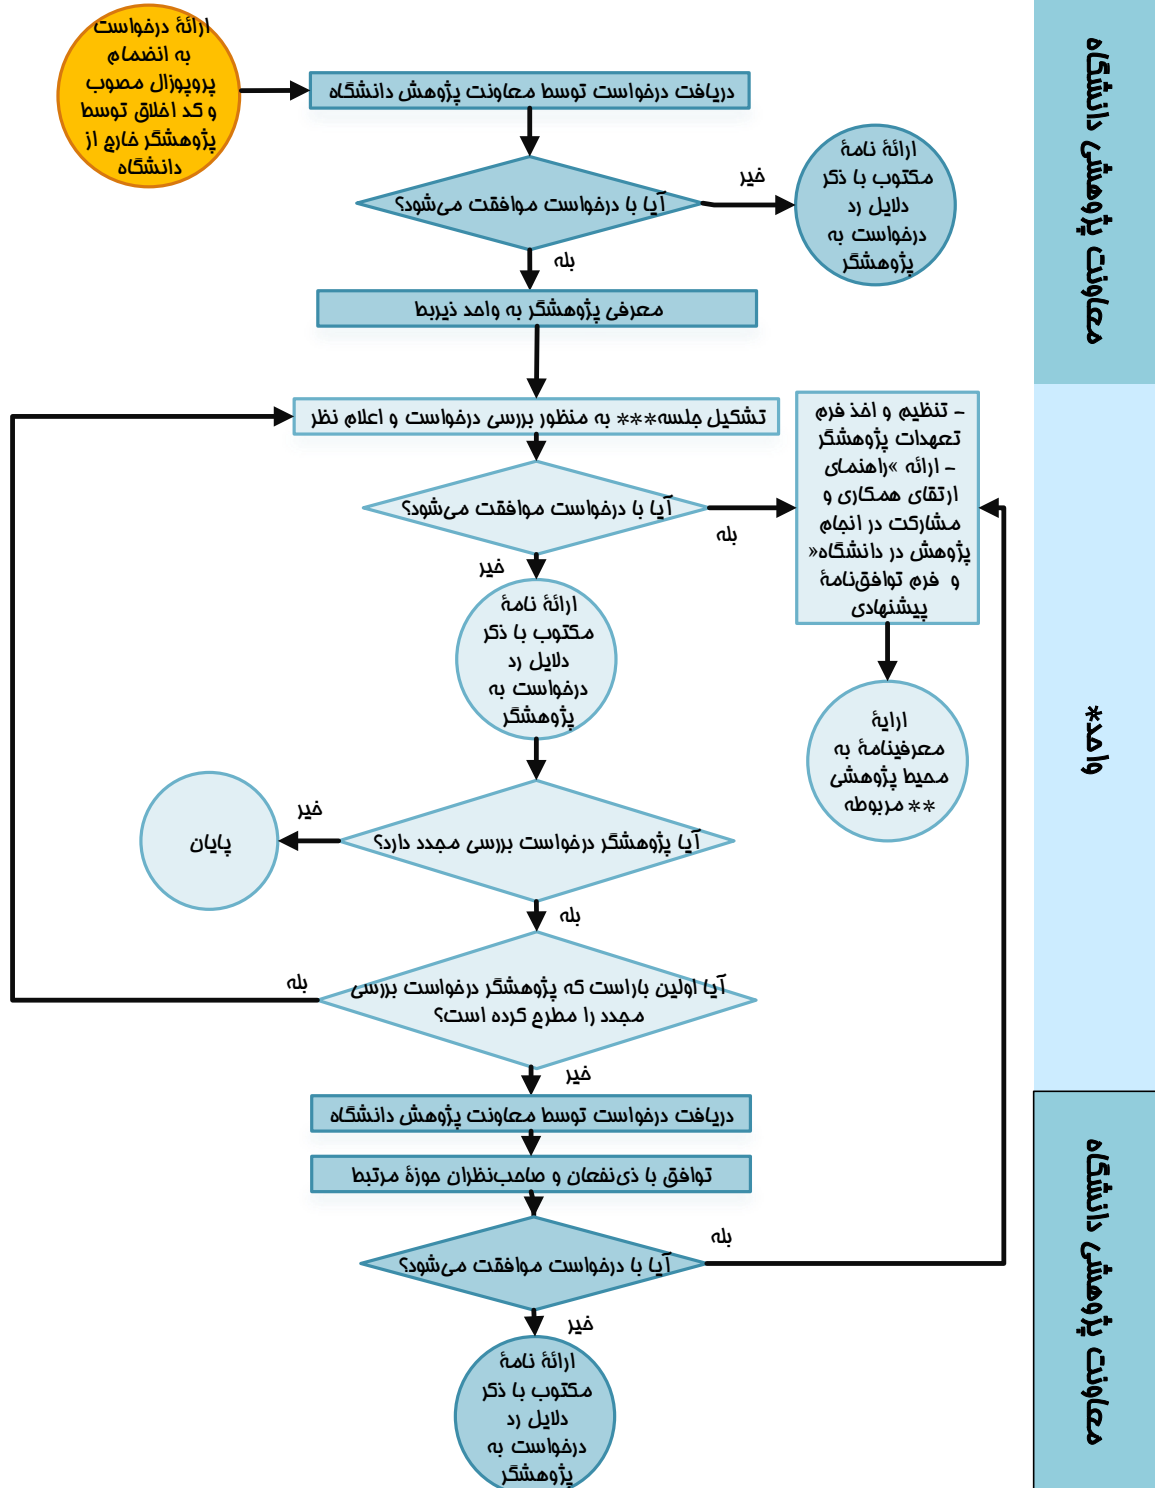 ارائهٔ درخواست
به انضمام
پروپوزال مصوب
و کد اخلاق توسط
پژوهشگر خارج از
دانشگاه
دریافت درخواست توسط معاونت پژوهش دانشگاه
آیا با درخواست موافقت می‌شود؟
خیر
ارائهٔ نامهٔ
مکتوب با ذکر
دلایل رد
درخواست به
پژوهشگر
بله
معرفی پژوهشگر به واحد ذیربط
معاونت پژوهشی دانشگاه
تشکیل جلسه*** به منظور بررسی درخواست و اعلام نظر
آیا با درخواست موافقت می‌شود؟
بله
- تنظیم و اخذ فرم
تعهدات پژوهشگر
- ارائه »راهنمای
ارتقای همکاری و
مشارکت در انجام
پژوهش در دانشگاه«
و فرم توافق‌نامهٔ
پیشنهادی
خیر
ارائهٔ نامهٔ
مکتوب با ذکر
دلایل رد
درخواست به
پژوهشگر
ارایهٔ
معرفینامهٔ به
محیط پژوهشی
** مربوطه
آیا پژوهشگر درخواست بررسی مجدد دارد؟
خیر
پایان
بله
آیا اولین باراست که پژوهشگر درخواست بررسی
مجدد را مطرح کرده است؟
بله
خیر
واحد*
دریافت درخواست توسط معاونت پژوهش دانشگاه
توافق با ذی‌نفعان و صاحب‌نظران حوزهٔ مرتبط
آیا با درخواست موافقت می‌شود؟
بله
خیر
ارائهٔ نامهٔ
مکتوب با ذکر
دلایل رد
درخواست به
پژوهشگر
معاونت پژوهشی دانشگاه